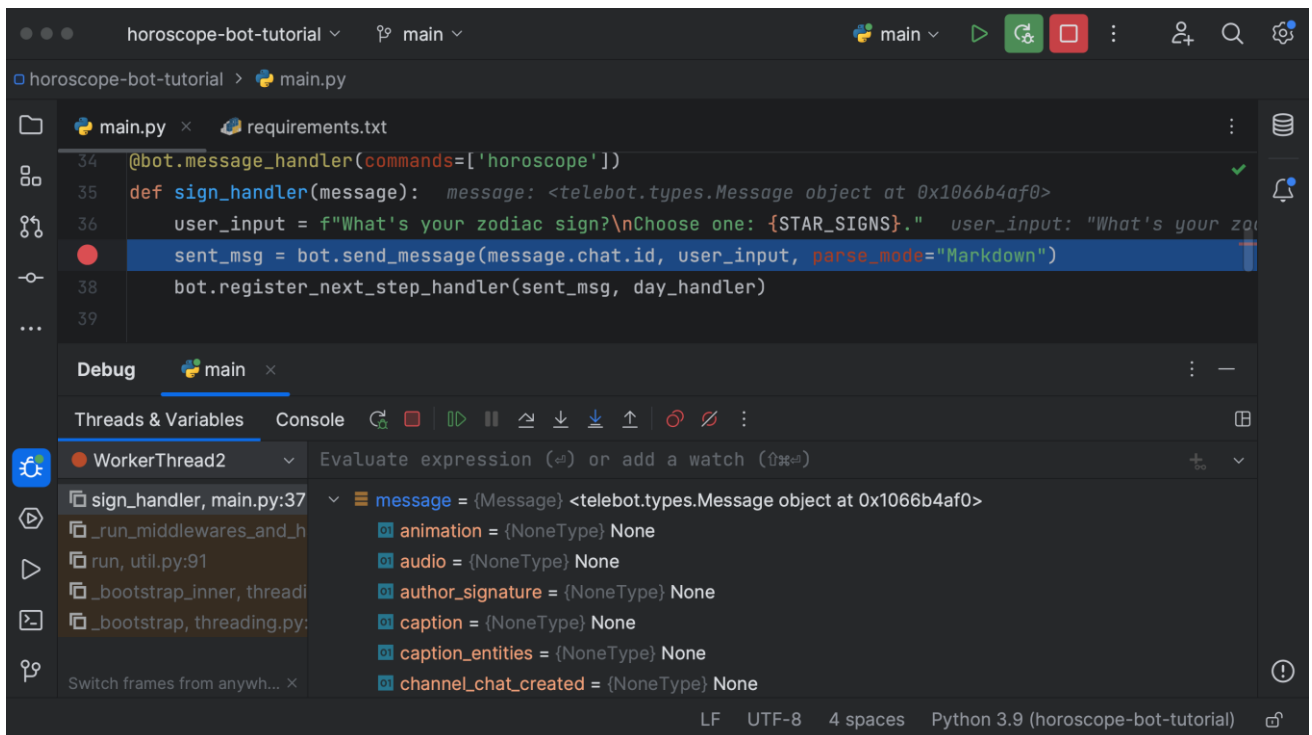 horoscope-bot-tutorial main main
horoscope-bot-tutorial > main.py
main.py × requirements.txt
34 @bot.message_handler(commands=['horoscope'])
35 def sign_handler(message): message: <telebot.types.Message object at 0x1066b4af0>
36 user_input = f"What's your zodiac sign?\nChoose one: {STAR_SIGNS}." user_input: "What's your zo
sent_msg = bot.send_message(message.chat.id, user_input, parse_mode="Markdown")
38 bot.register_next_step_handler(sent_msg, day_handler)
39
Debug main ×
Threads & Variables Console
WorkerThread2 Evaluate expression (⏎) or add a watch (⇧⌘⏎)
sign_handler, main.py:37 message = {Message} <telebot.types.Message object at 0x1066b4af0>
_run_middlewares_and_h animation = {NoneType} None
run, util.py:91 audio = {NoneType} None
_bootstrap_inner, threadi author_signature = {NoneType} None
_bootstrap, threading.py: caption = {NoneType} None
caption_entities = {NoneType} None
Switch frames from anywh... × channel_chat_created = {NoneType} None
LF UTF-8 4 spaces Python 3.9 (horoscope-bot-tutorial)